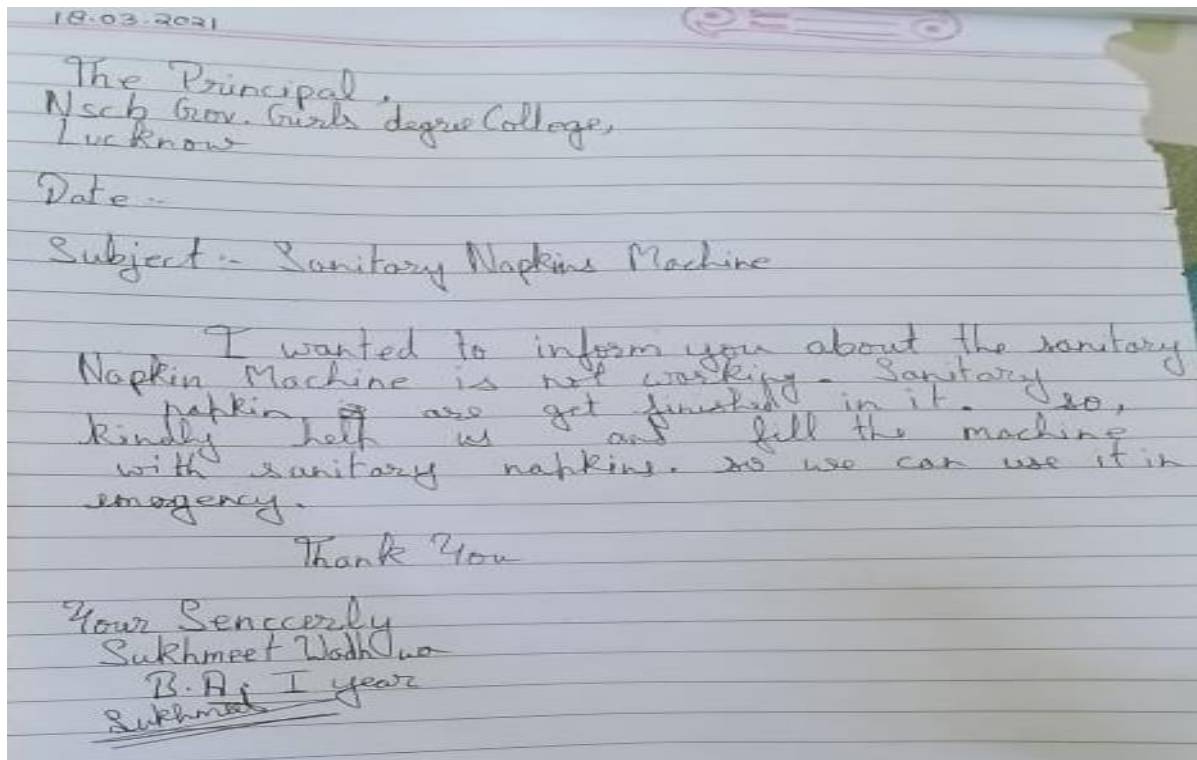 18.03.2021
The Principal,
Nscb Gov. Girls degree College,
Lucknow
Date :-
Subject :- Sanitary Napkins Machine
I wanted to inform you about the sanitary
Napkin Machine is not working. Sanitary
napkin are get finished in it. so,
kindly help us and fill the machine
with sanitary napkins. so we can use it in
emergency.
Thank You
Your Senccerly
Sukhmeet Wadhwa
B.A; I year
Sukhmeet